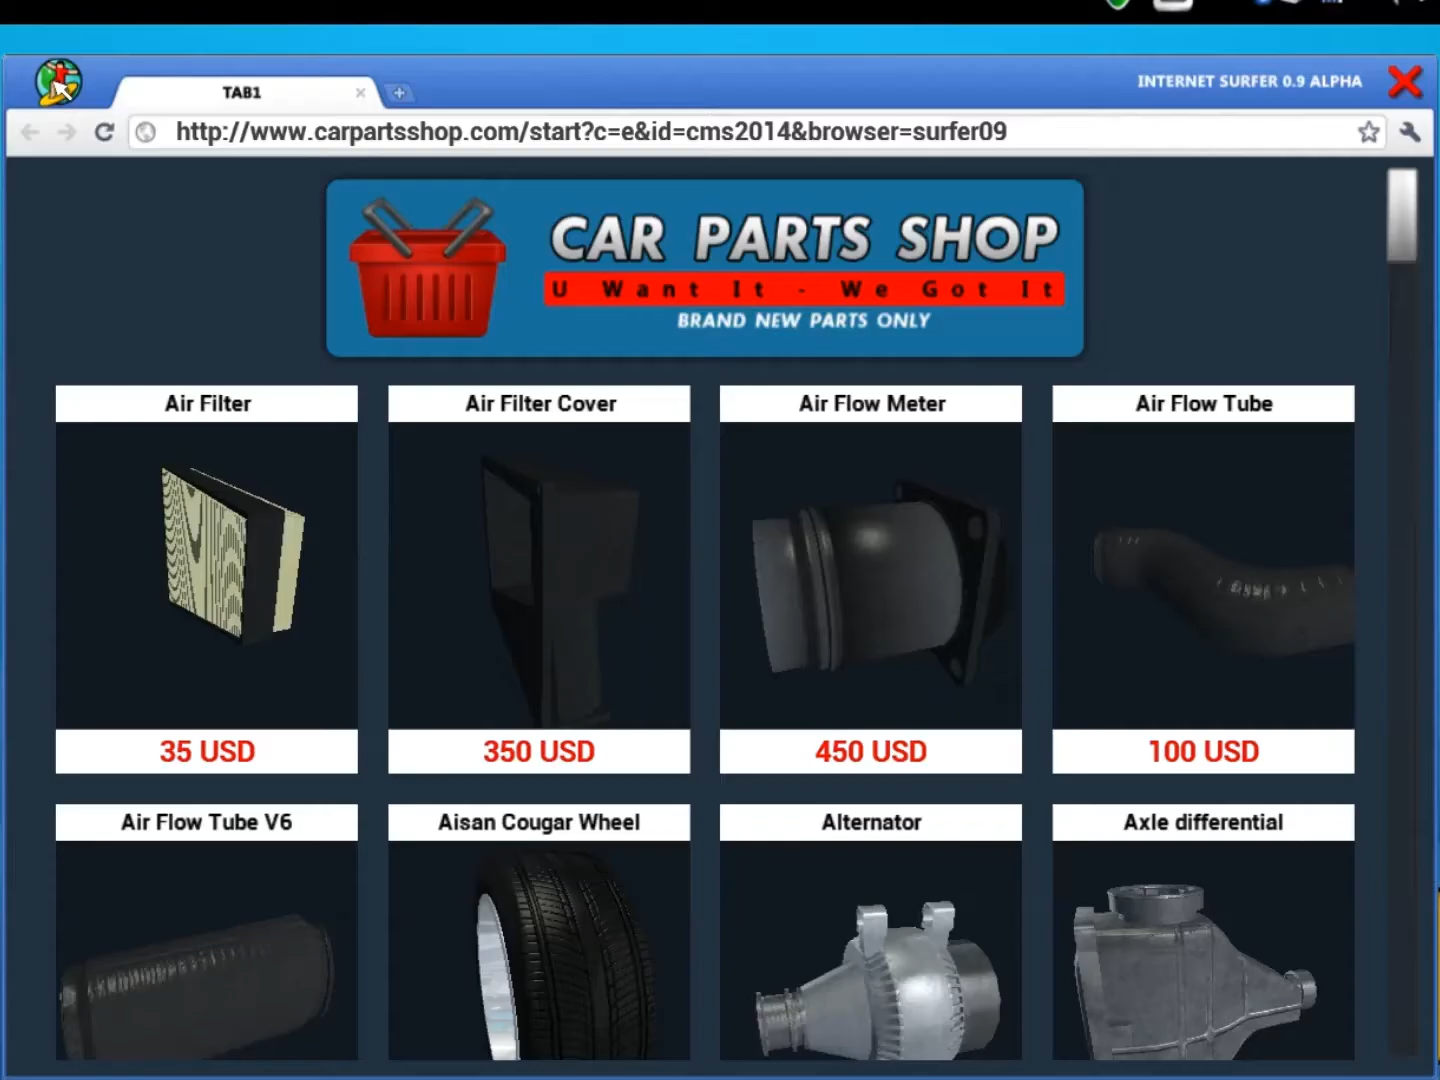 TAB1
INTERNET SURFER 0.9 ALPHA
http://www.carpartsshop.com/start?c=e&id=cms2014&browser=surfer09
CAR PARTS SHOP
U Want It - We Got It
BRAND NEW PARTS ONLY
Air Filter
Air Filter Cover
Air Flow Meter
Air Flow Tube
35 USD
350 USD
450 USD
100 USD
Air Flow Tube V6
Aisan Cougar Wheel
Alternator
Axle differential